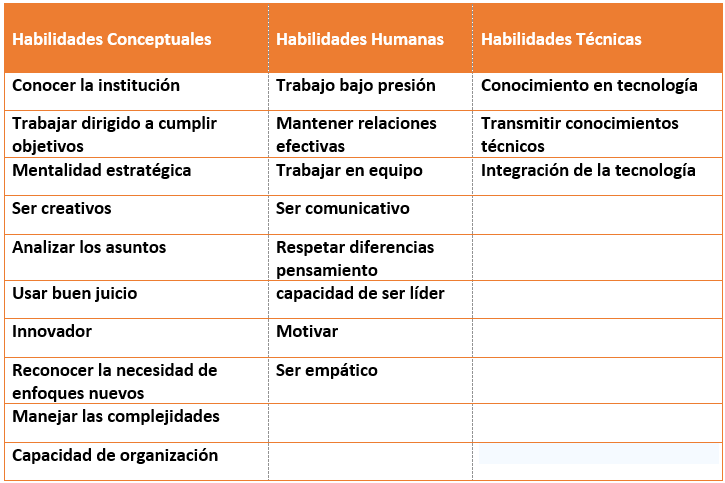 Habilidades Conceptuales Habilidades Humanas Habilidades Técnicas
Conocer la institución Trabajo bajo presión Conocimiento en tecnología
Trabajar dirigido a cumplir Mantener relaciones Transmitir conocimientos
objetivos efectivas técnicos
Mentalidad estratégica Trabajar en equipo Integración de la tecnología
Ser creativos Ser comunicativo
Analizar los asuntos Respetar diferencias
pensamiento
Usar buen juicio capacidad de ser líder
Innovador Motivar
Reconocer la necesidad de Ser empático
enfoques nuevos
Manejar las complejidades
Capacidad de organización